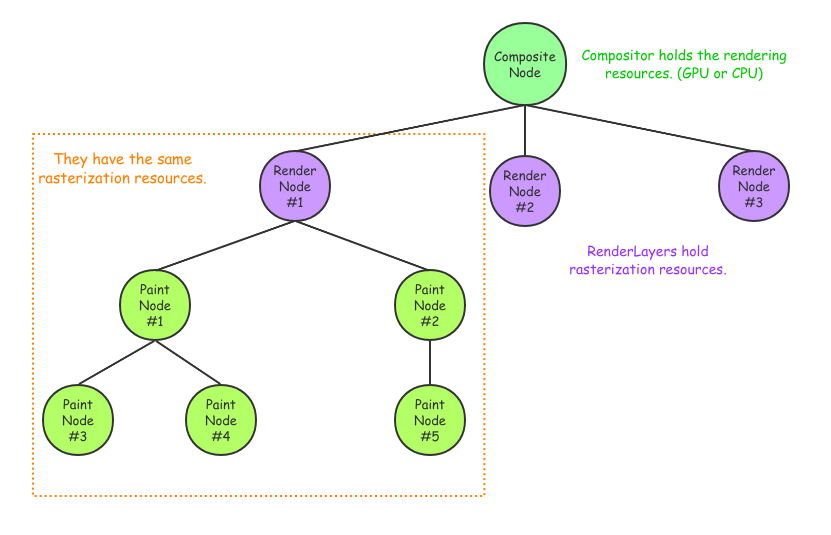 Composite
Node
Compositor holds the rendering
resources. (GPU or CPU)
They have the same
rasterization resources.
Render
Node
#1
Render
Node
#2
Render
Node
#3
RenderLayers hold
rasterization resources.
Paint
Node
#1
Paint
Node
#2
Paint
Node
#3
Paint
Node
#4
Paint
Node
#5